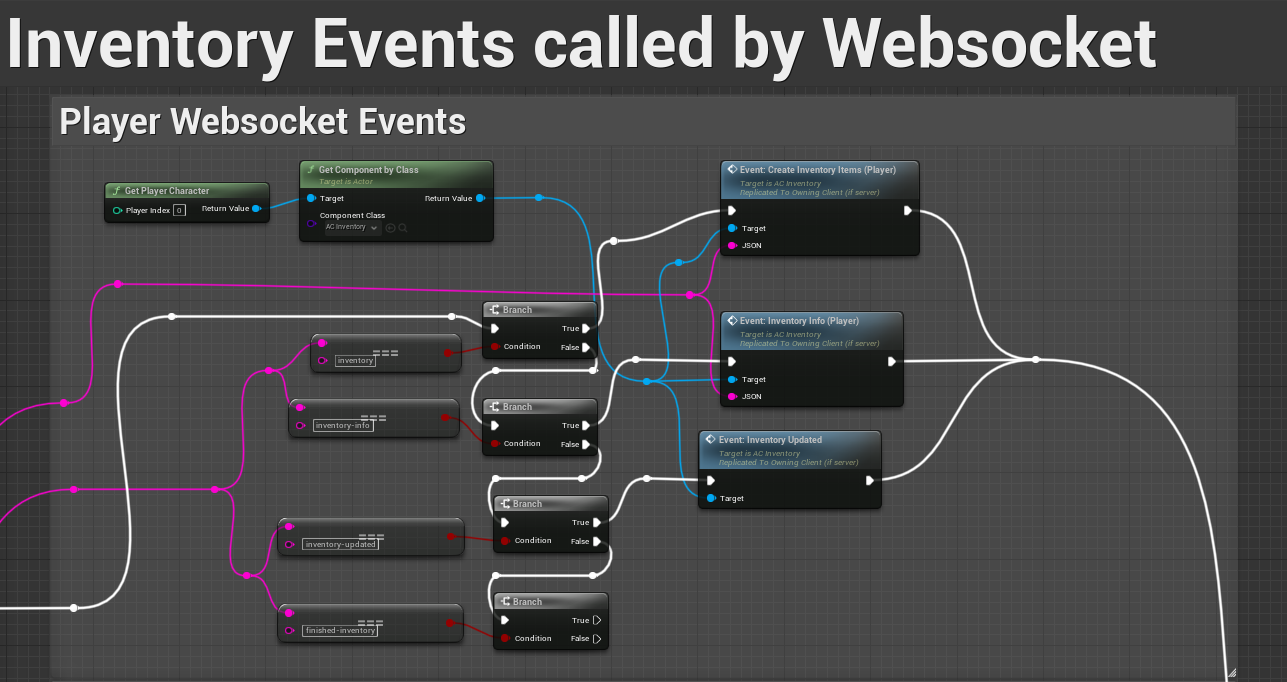 Inventory Events called by Websocket
Player Websocket Events
Get Player Character
Player Index 0 Return Value
Get Component by Class
Target is Actor
Target Return Value
Component Class
AC Inventory
Event: Create Inventory Items (Player)
Target is AC Inventory
Replicated To Owning Client (if server)
Target
JSON
Branch
True
Condition False
===
inventory
Event: Inventory Info (Player)
Target is AC Inventory
Replicated To Owning Client (if server)
Target
JSON
===
inventory-info
Branch
True
Condition False
Event: Inventory Updated
Target is AC Inventory
Replicated To Owning Client (if server)
Target
===
inventory-updated
Branch
True
Condition False
===
finished-inventory
Branch
True
Condition False